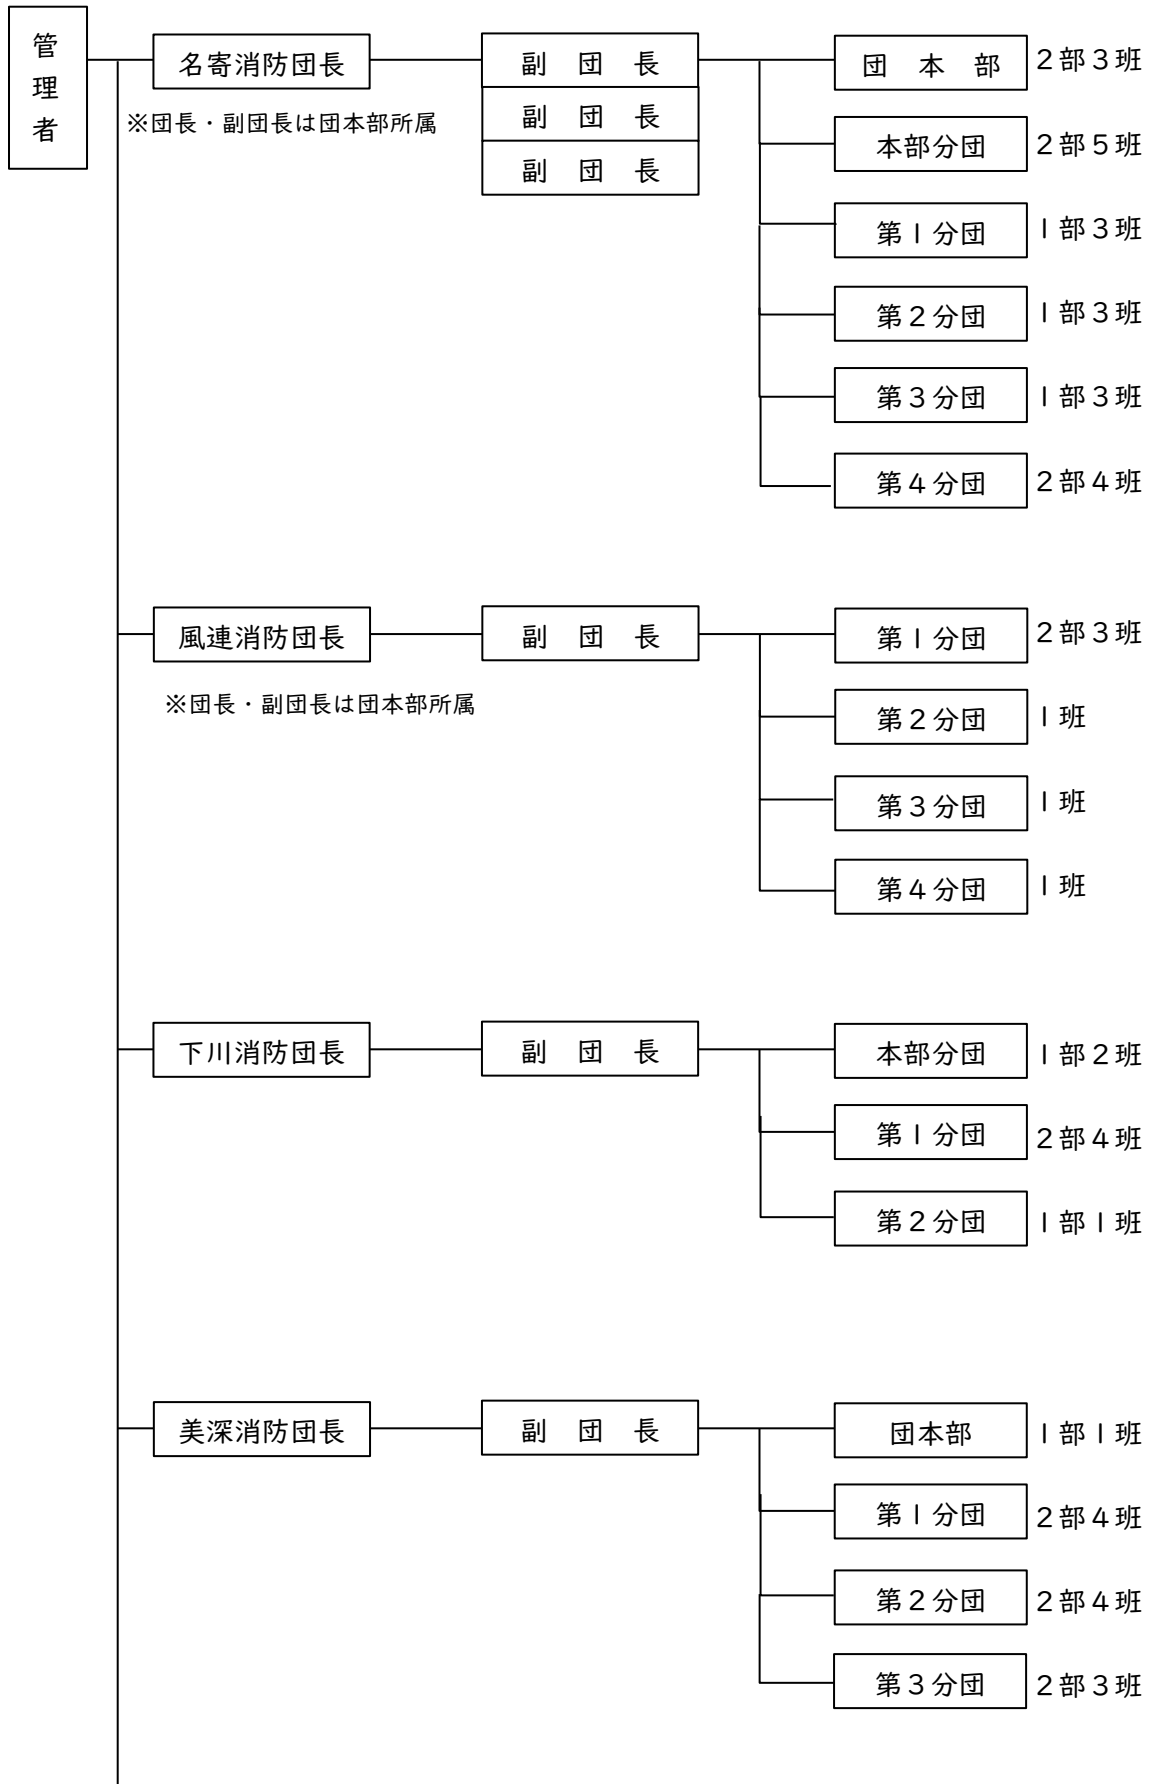 管理者
名寄消防団長
副 団 長
団 本 部
２部３班
※団長・副団長は団本部所属
副 団 長
本部分団
２部５班
副 団 長
第１分団
１部３班
第２分団
１部３班
第３分団
１部３班
第４分団
２部４班
風連消防団長
副 団 長
第１分団
２部３班
※団長・副団長は団本部所属
第２分団
１班
第３分団
１班
第４分団
１班
下川消防団長
副 団 長
本部分団
１部２班
第１分団
２部４班
第２分団
１部１班
美深消防団長
副 団 長
団本部
１部１班
第１分団
２部４班
第２分団
２部４班
第３分団
２部３班